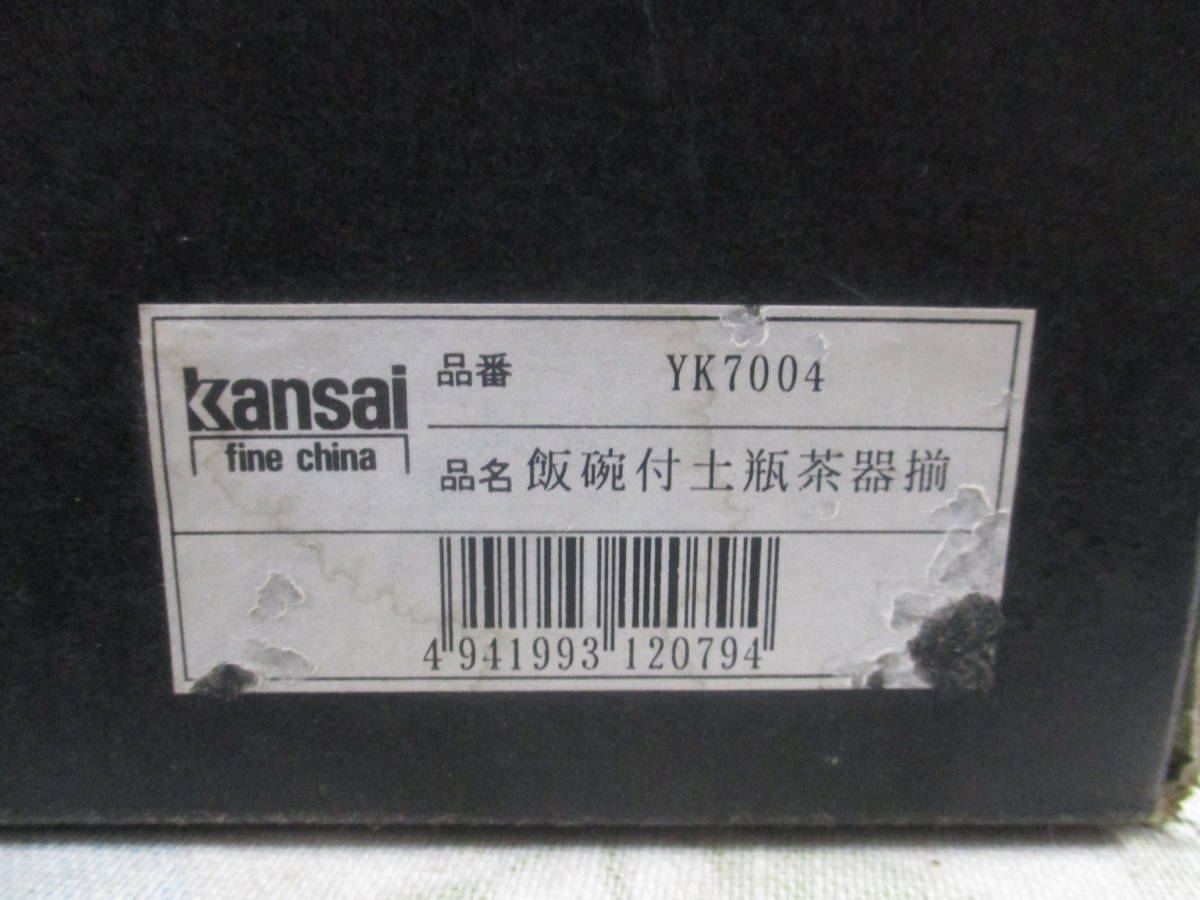 kansai
fine china
品番 YK7004
品名 飯碗付土瓶茶器揃
4 941993 120794